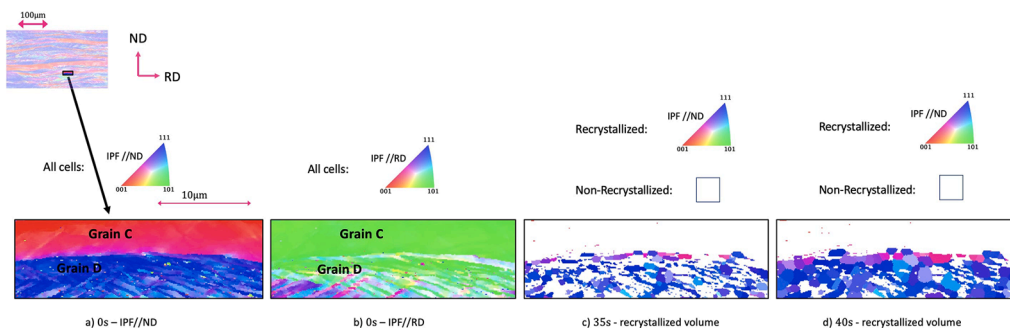 100μm
ND
RD
111
All cells:
IPF //ND
001
101
10μm
111
All cells:
IPF //RD
001
101
111
Recrystallized:
IPF //ND
001
101
Non-Recrystallized:
111
Recrystallized:
IPF //ND
001
101
Non-Recrystallized:
Grain C
Grain D
Grain C
Grain D
a) 0s – IPF//ND
b) 0s – IPF//RD
c) 35s - recrystallized volume
d) 40s - recrystallized volume